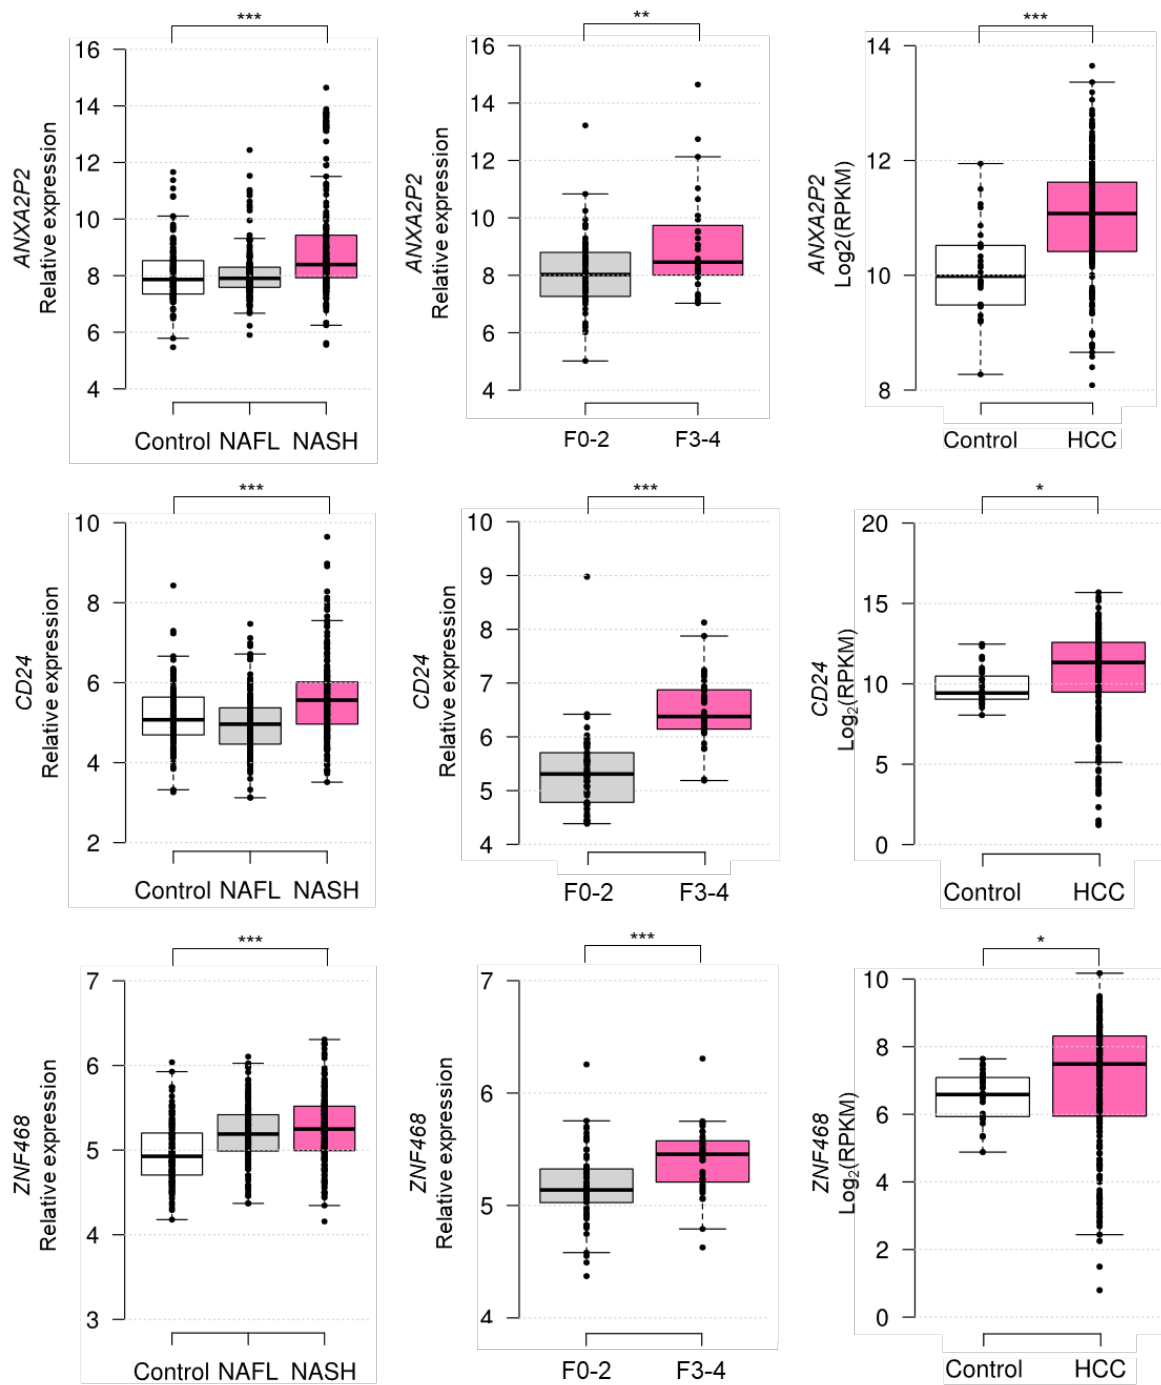 ***
16
14
12
10
8
6
4
ANXA2P2
Relative expression
Control NAFL NASH
**
16
14
12
10
8
6
4
ANXA2P2
Relative expression
F0-2 F3-4
***
14
12
10
8
ANXA2P2
Log2(RPKM)
Control HCC
***
10
8
6
4
2
CD24
Relative expression
Control NAFL NASH
***
10
9
8
7
6
5
4
CD24
Relative expression
F0-2 F3-4
*
20
15
10
5
0
CD24
Log₂(RPKM)
Control HCC
***
7
6
5
4
3
ZNF468
Relative expression
Control NAFL NASH
***
7
6
5
4
ZNF468
Relative expression
F0-2 F3-4
*
10
8
6
4
2
0
ZNF468
Log₂(RPKM)
Control HCC